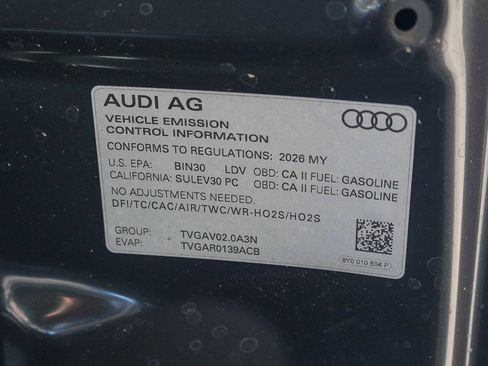 AUDI AG
VEHICLE EMISSION
CONTROL INFORMATION
CONFORMS TO REGULATIONS: 2026 MY
U.S. EPA: BIN30 LDV OBD: CA II FUEL: GASOLINE
CALIFORNIA: SULEV30 PC OBD: CA II FUEL: GASOLINE
NO ADJUSTMENTS NEEDED.
DFI/TC/CAC/AIR/TWC/WR-HO2S/HO2S
GROUP: TVGAV02.0A3N
EVAP: TVGAR0139ACB
8Y0 010 504 P